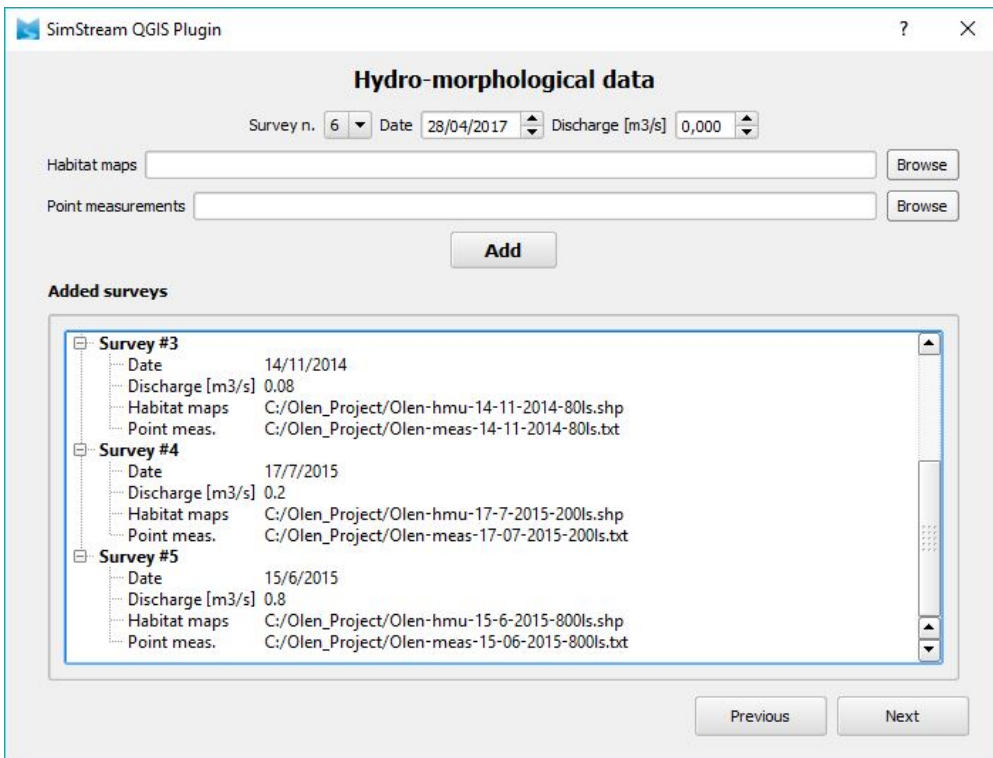 SimStream QGIS Plugin
Hydro-morphological data
Survey n. 6 Date 28/04/2017 Discharge [m3/s] 0,000
Habitat maps Browse
Point measurements Browse
Add
Added surveys
Survey #3
Date 14/11/2014
Discharge [m3/s] 0.08
Habitat maps C:/Olen_Project/Olen-hmu-14-11-2014-80ls.shp
Point meas. C:/Olen_Project/Olen-meas-14-11-2014-80ls.txt
Survey #4
Date 17/7/2015
Discharge [m3/s] 0.2
Habitat maps C:/Olen_Project/Olen-hmu-17-7-2015-200ls.shp
Point meas. C:/Olen_Project/Olen-meas-17-07-2015-200ls.txt
Survey #5
Date 15/6/2015
Discharge [m3/s] 0.8
Habitat maps C:/Olen_Project/Olen-hmu-15-6-2015-800ls.shp
Point meas. C:/Olen_Project/Olen-meas-15-06-2015-800ls.txt
Previous Next